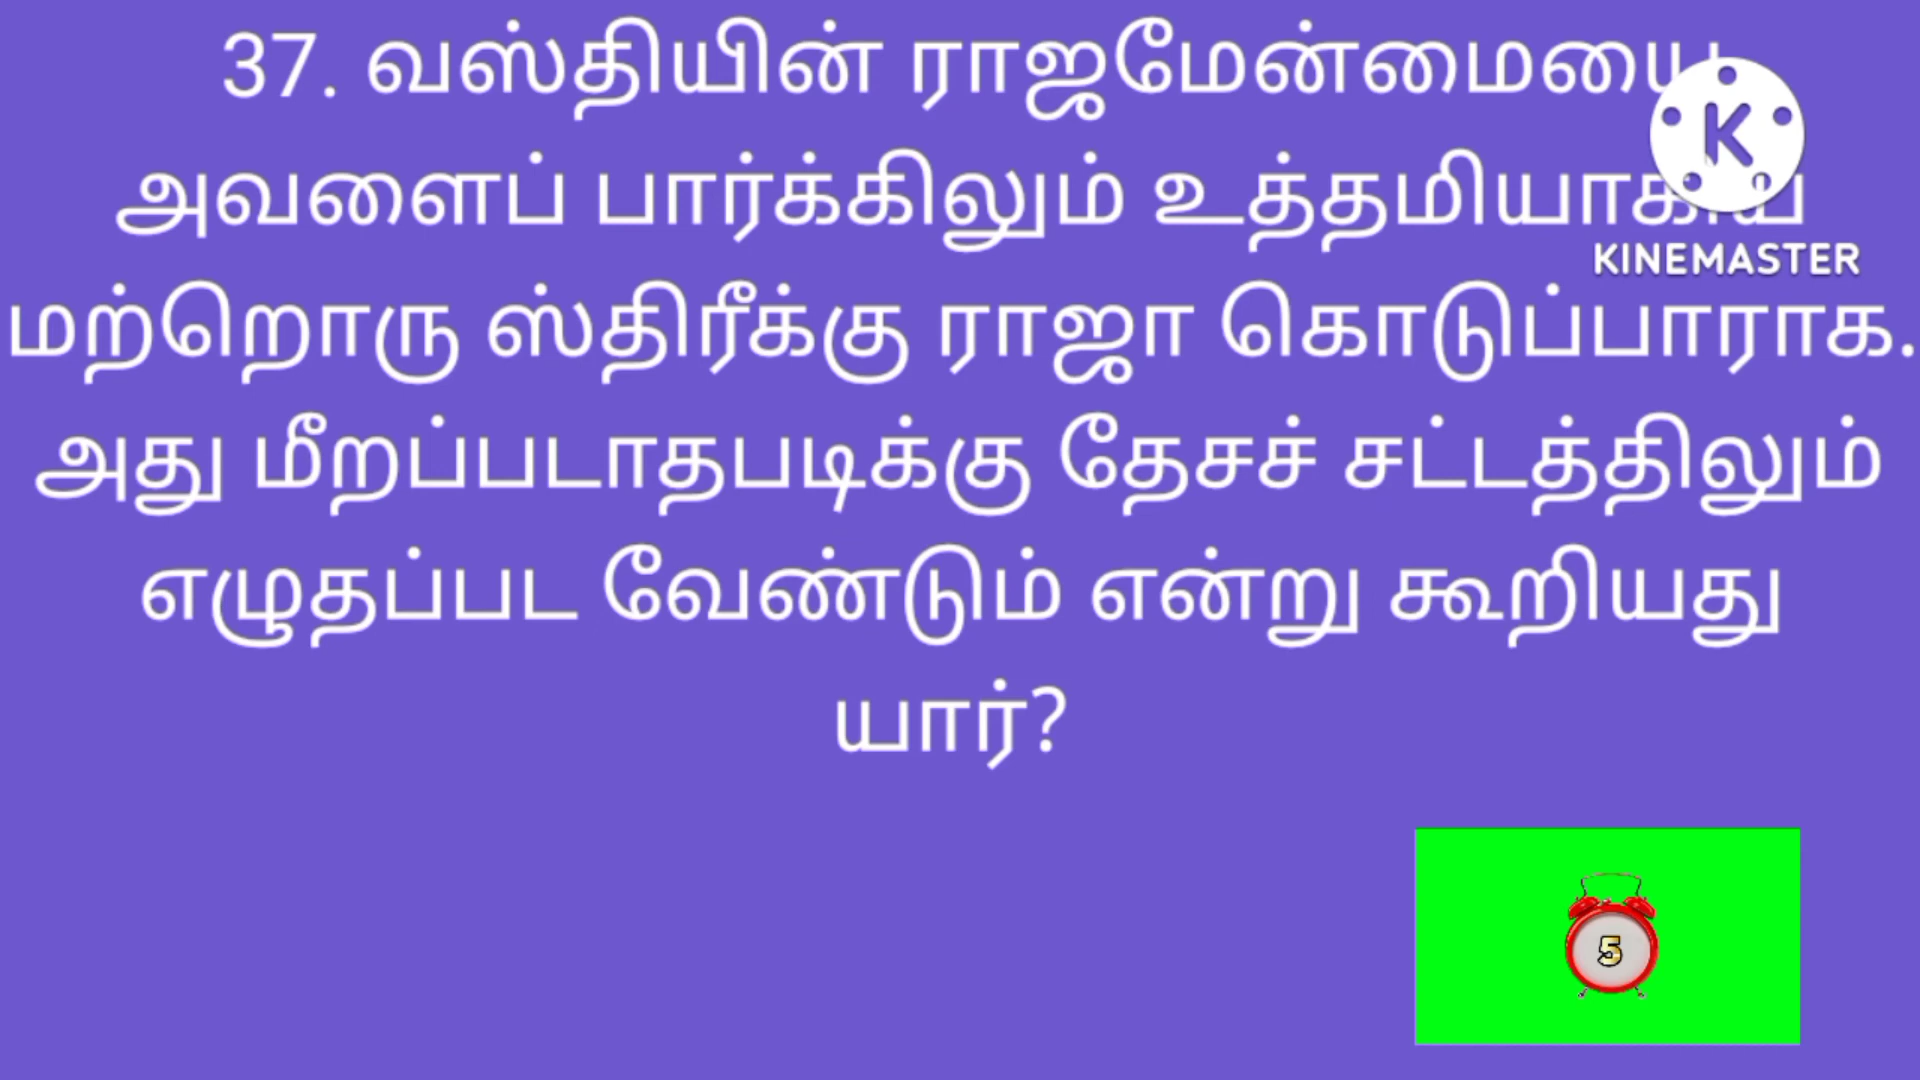 37. வஸ்தியின் ராஜமேன்மையை
அவளைப் பார்க்கிலும் உத்தமியாகிய
KINEMASTER
மற்றொரு ஸ்திரீக்கு ராஜா கொடுப்பாராக.
அது மீறப்படாதபடிக்கு தேசச் சட்டத்திலும்
எழுதப்பட வேண்டும் என்று கூறியது
யார்?
5